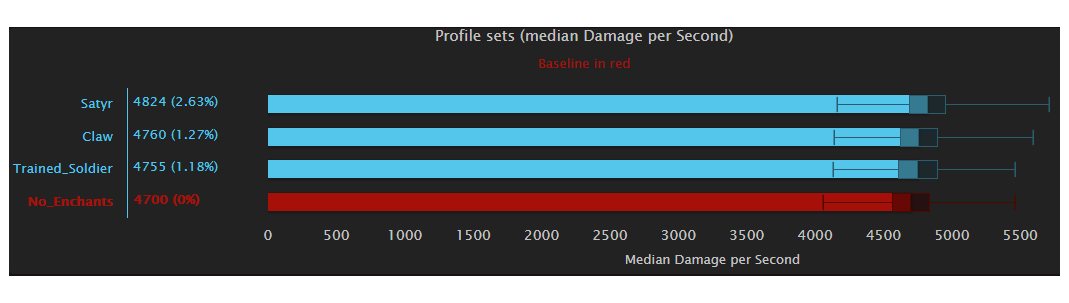 Profile sets (median Damage per Second)
Baseline in red
Satyr 4824 (2.63%)
Claw 4760 (1.27%)
Trained_Soldier 4755 (1.18%)
No_Enchants 4700 (0%)
0 500 1000 1500 2000 2500 3000 3500 4000 4500 5000 5500
Median Damage per Second